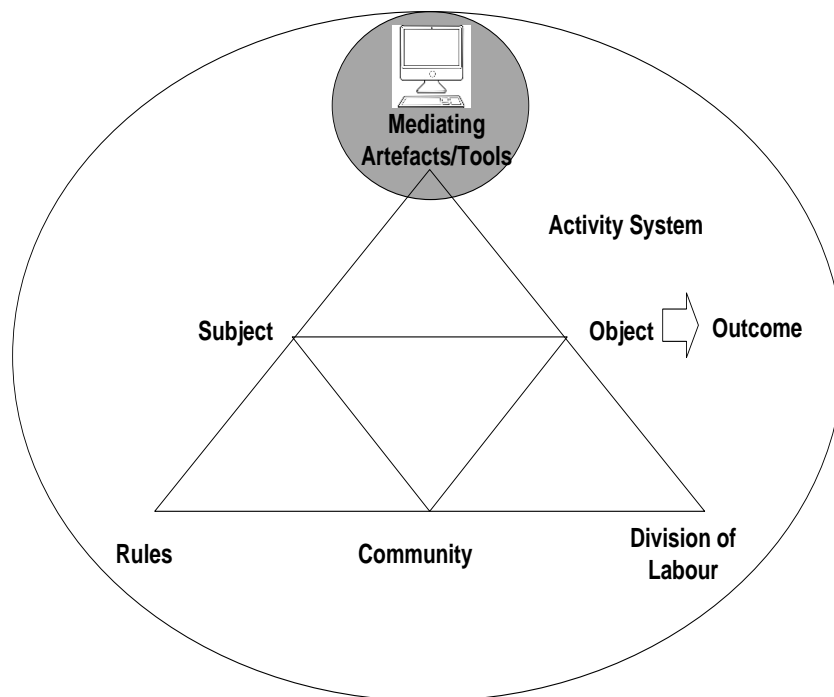 Mediating
Artefacts/Tools
Activity System
Subject
Object
Outcome
Rules
Community
Division of
Labour